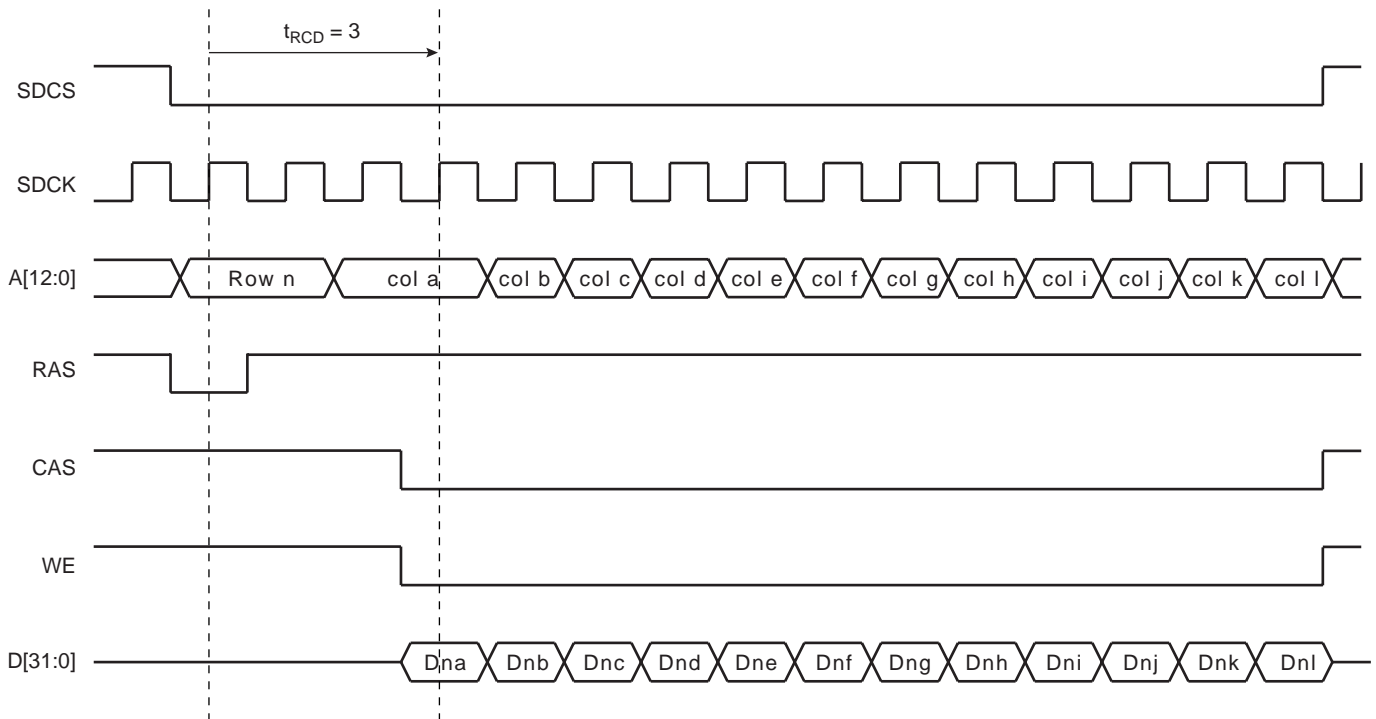 t_RCD = 3
SDCS
SDCK
A[12:0] Row n col a col b col c col d col e col f col g col h col i col j col k col l
RAS
CAS
WE
D[31:0] Dna Dnb Dnc Dnd Dne Dnf Dng Dnh Dni Dnj Dnk Dnl